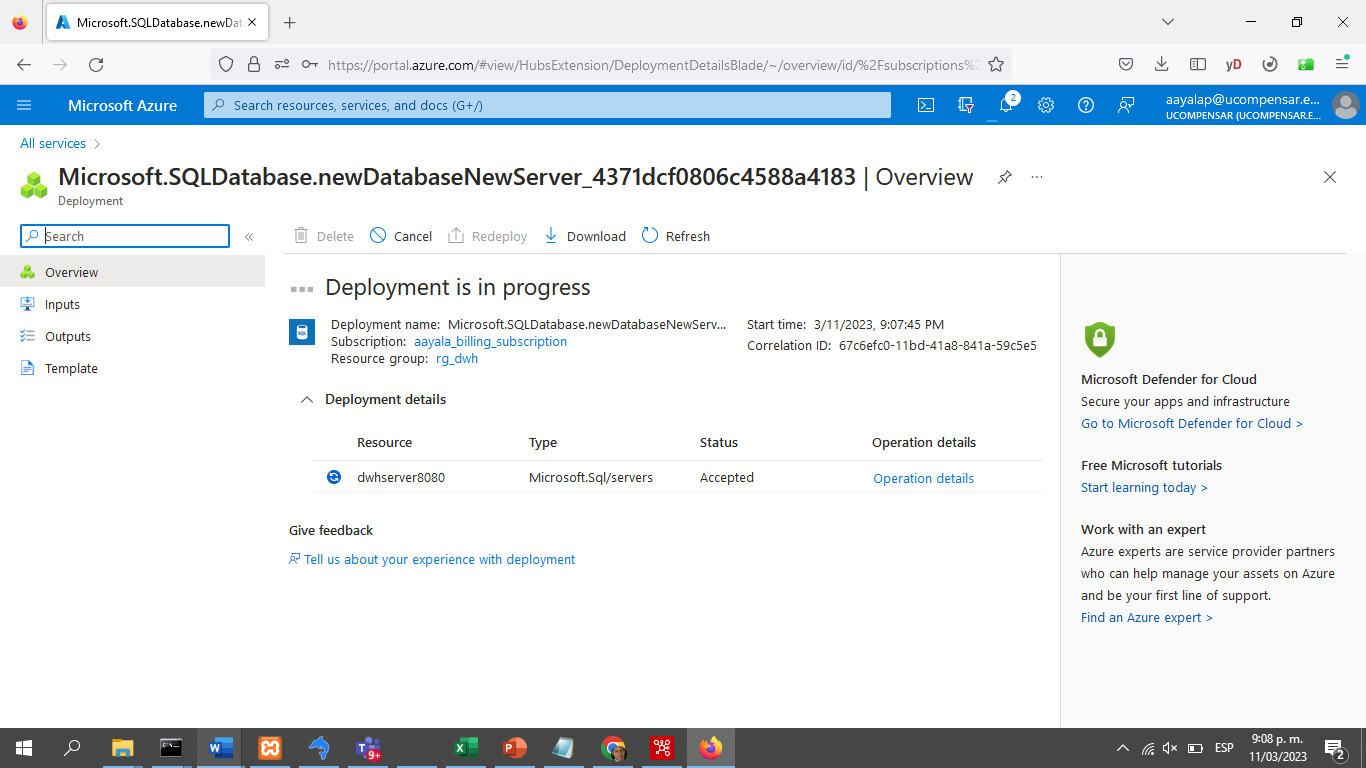 Microsoft.SQLDatabase.newDat
https://portal.azure.com/#view/HubsExtension/DeploymentDetailsBlade/~/overview/id/%2Fsubscriptions%
yD
Microsoft Azure
Search resources, services, and docs (G+/)
2
aayalap@ucompensar.e...
UCOMPENSAR (UCOMPENSAR.E...
All services
Microsoft.SQLDatabase.newDatabaseNewServer_4371dcf0806c4588a4183 | Overview
Deployment
Search
Delete
Cancel
Redeploy
Download
Refresh
Overview
Inputs
Outputs
Template
Deployment is in progress
Deployment name: Microsoft.SQLDatabase.newDatabaseNewServ...
Subscription: aayala_billing_subscription
Resource group: rg_dwh
Start time: 3/11/2023, 9:07:45 PM
Correlation ID: 67c6efc0-11bd-41a8-841a-59c5e5
Deployment details
Resource Type Status Operation details
dwhserver8080 Microsoft.Sql/servers Accepted Operation details
Give feedback
Tell us about your experience with deployment
Microsoft Defender for Cloud
Secure your apps and infrastructure
Go to Microsoft Defender for Cloud >
Free Microsoft tutorials
Start learning today >
Work with an expert
Azure experts are service provider partners
who can help manage your assets on Azure
and be your first line of support.
Find an Azure expert >
9+
ESP
9:08 p. m.
11/03/2023
2